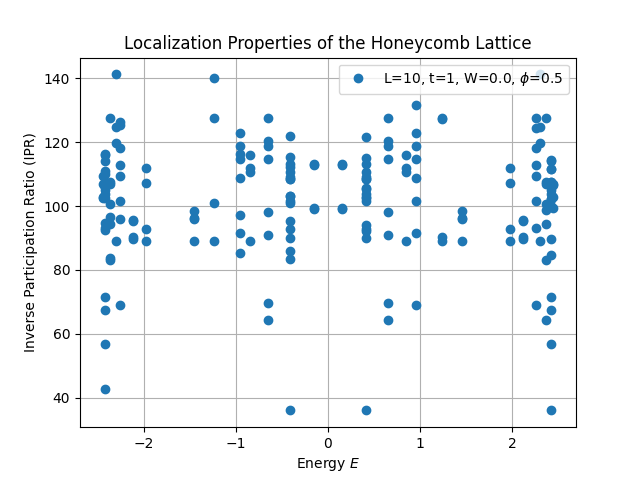 Localization Properties of the Honeycomb Lattice
L=10, t=1, W=0.0, ϕ=0.5
Inverse Participation Ratio (IPR)
140
120
100
80
60
40
−2 −1 0 1 2
Energy E